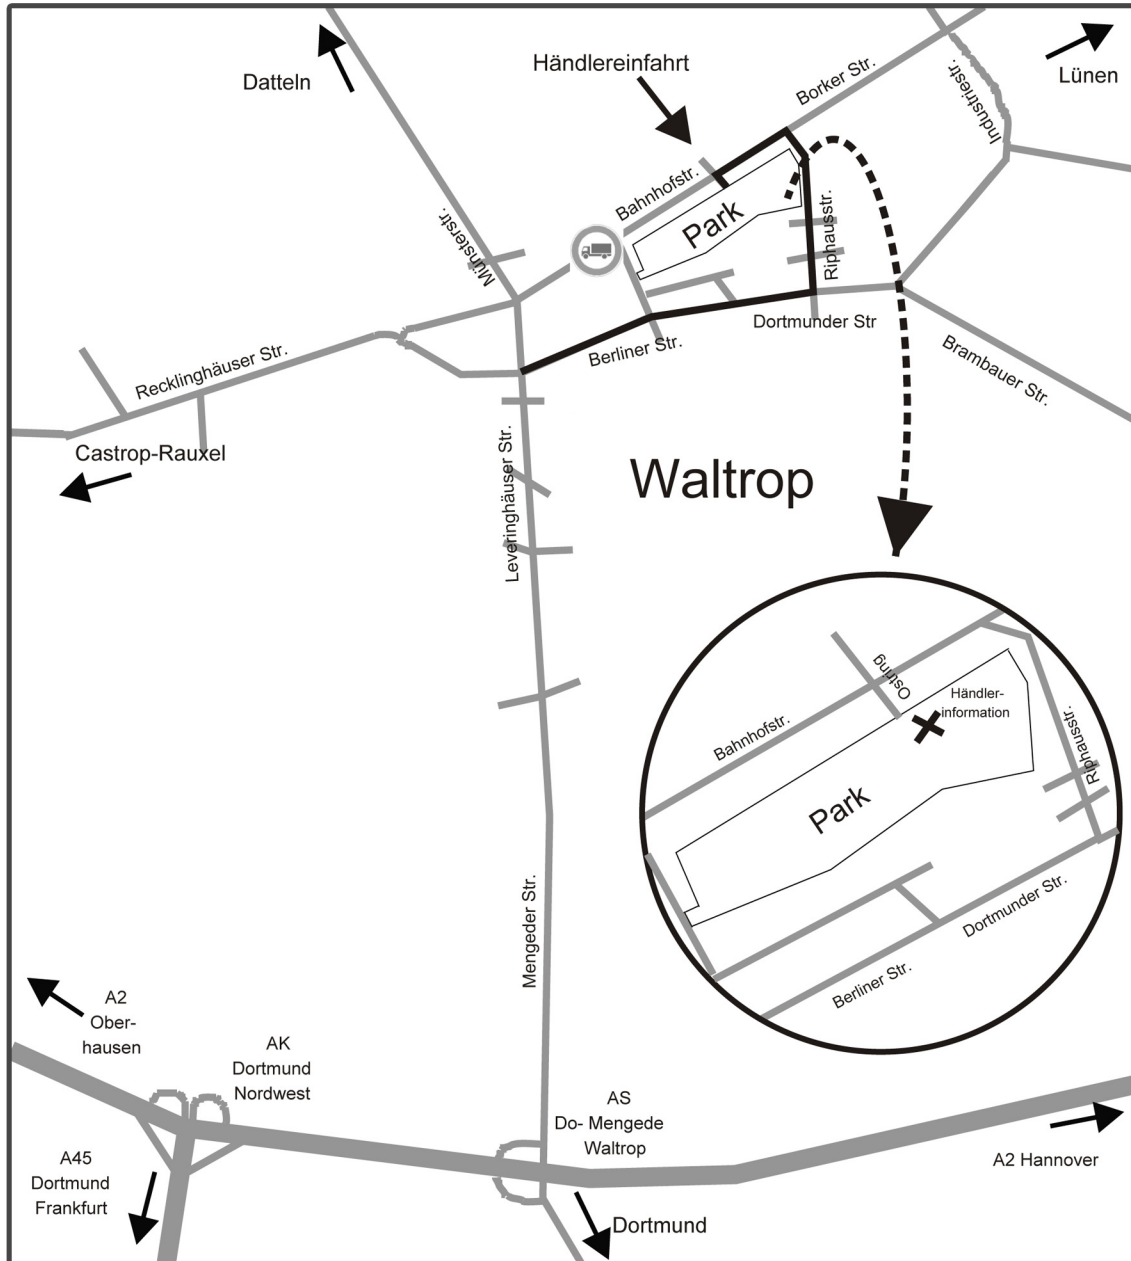 Datteln
Händlereinfahrt
Borker Str.
Industriestr.
Lünen
Bahnhofstr.
Park
Riphausstr.
Münsterstr.
Dortmunder Str
Berliner Str.
Brambauer Str.
Recklinghäuser Str.
Castrop-Rauxel
Leveringhäuser Str.
Waltrop
Ostring
Händler-
information
Bahnhofstr.
Riphausstr.
Park
Dortmunder Str.
Berliner Str.
Mengeder Str.
A2
Ober-
hausen
AK
Dortmund
Nordwest
AS
Do- Mengede
Waltrop
A45
Dortmund
Frankfurt
A2 Hannover
Dortmund